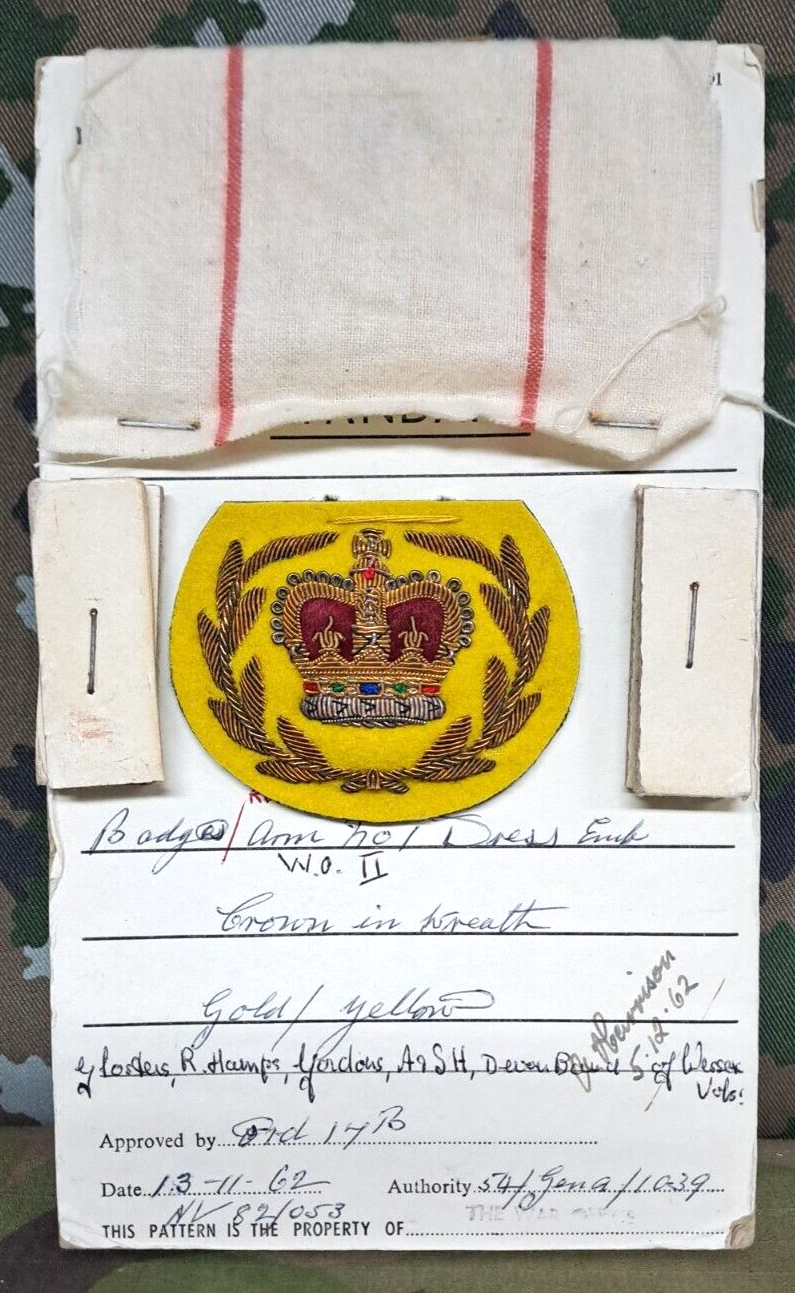 Badge / Arm No 1 Dress Emb
W.O. II
Crown in Wreath
Gold / Yellow
Harrison
5.12.62
Glosters, R. Hamps, Gordons, A & SH, Devon of Wessex
Vols.
Approved by Ord 17B
Date 13-11-62 Authority 54/Gen a/1039
NV 82/053
THIS PATTERN IS THE PROPERTY OF THE WAR OFFICE